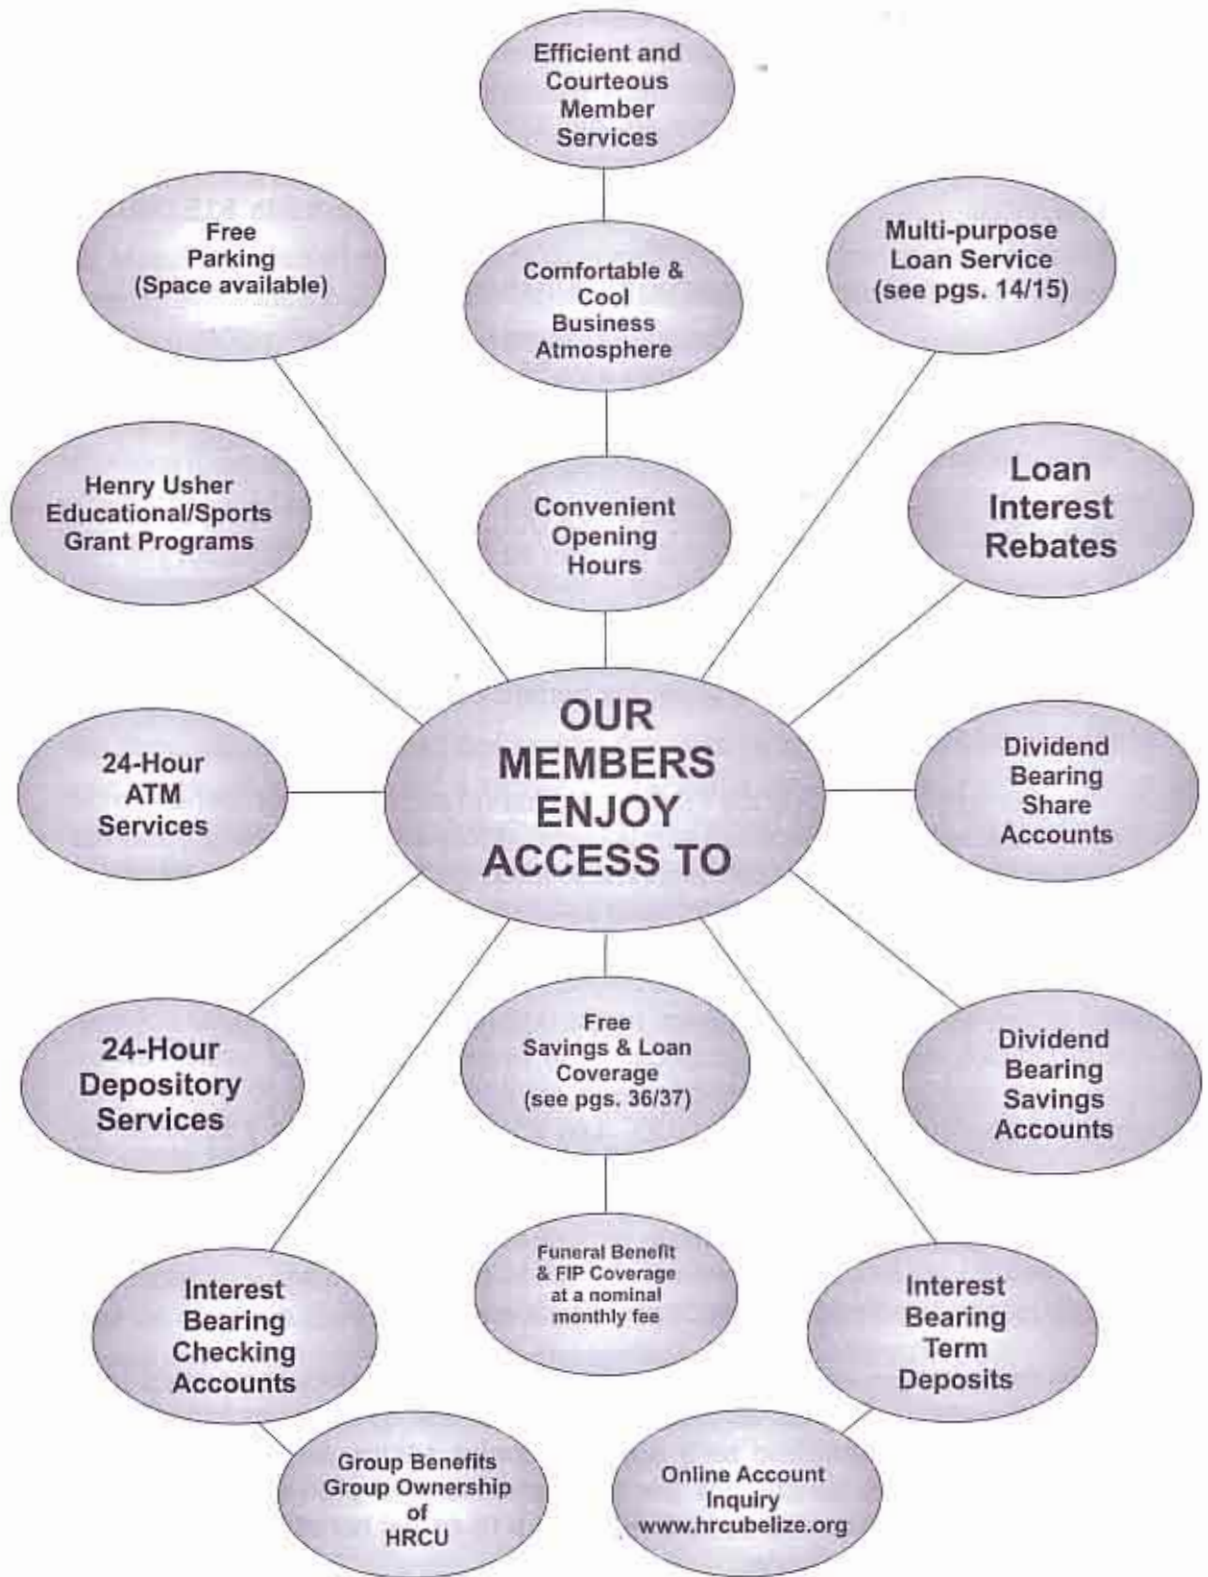 Efficient and
Courteous
Member
Services
Free
Parking
(Space available)
Comfortable &
Cool
Business
Atmosphere
Multi-purpose
Loan Service
(see pgs. 14/15)
Henry Usher
Educational/Sports
Grant Programs
Convenient
Opening
Hours
Loan
Interest
Rebates
OUR
MEMBERS
ENJOY
ACCESS TO
24-Hour
ATM
Services
Dividend
Bearing
Share
Accounts
24-Hour
Depository
Services
Free
Savings & Loan
Coverage
(see pgs. 36/37)
Dividend
Bearing
Savings
Accounts
Interest
Bearing
Checking
Accounts
Funeral Benefit
& FIP Coverage
at a nominal
monthly fee
Interest
Bearing
Term
Deposits
Group Benefits
Group Ownership
of
HRCU
Online Account
Inquiry
www.hrcubelize.org